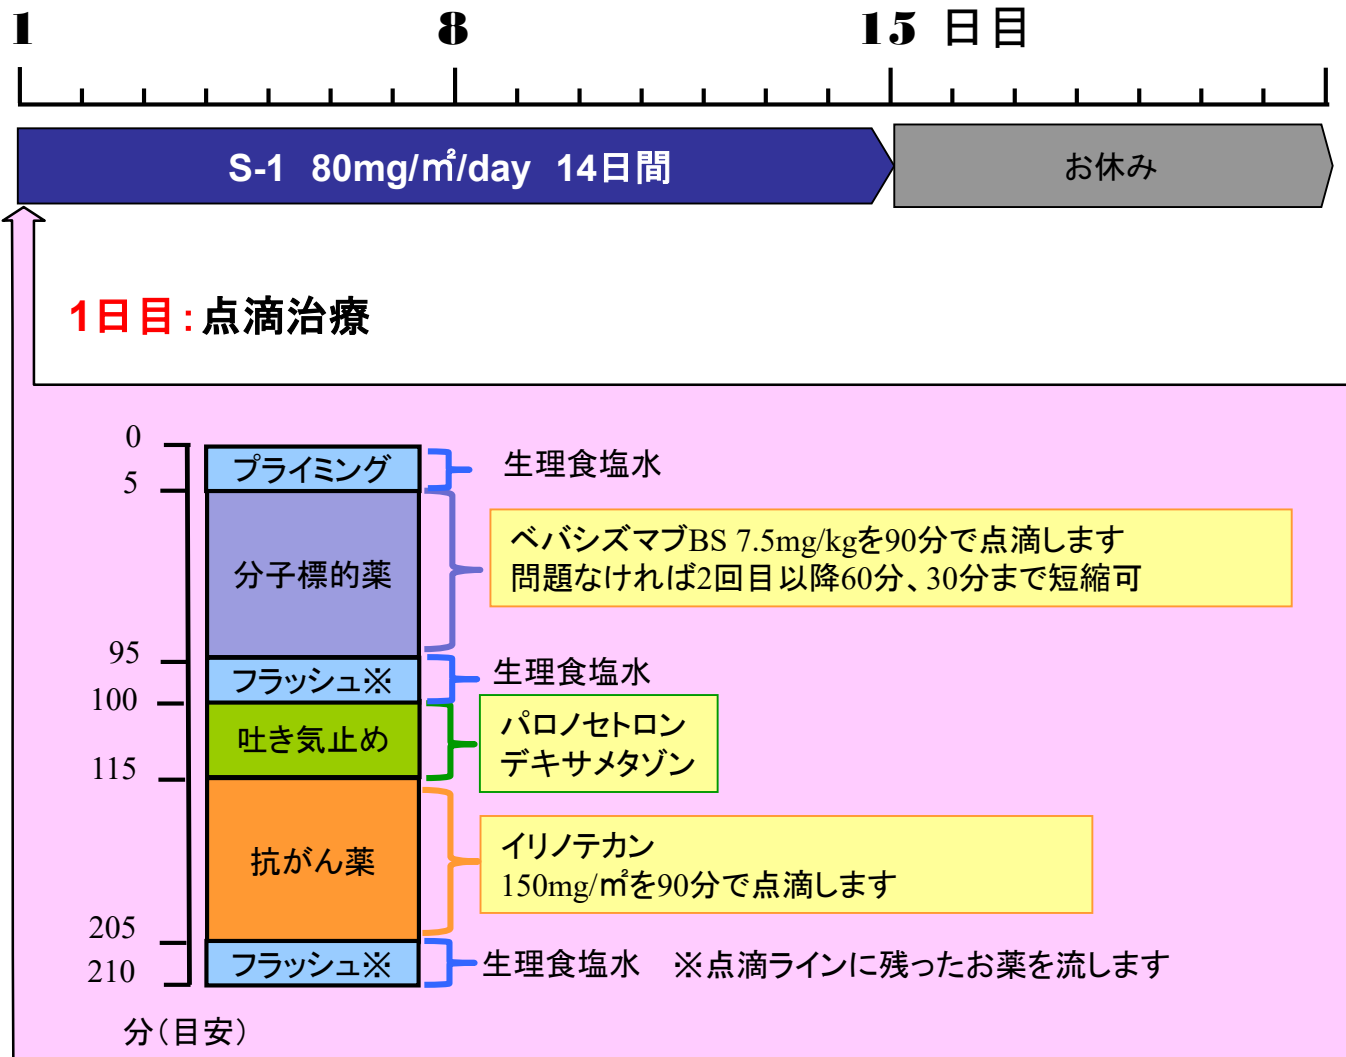 1 8 15 日目
S-1 80mg/㎡/day 14日間
お休み
1日目：点滴治療
0
プライミング
生理食塩水
5
ベバシズマブBS 7.5mg/kgを90分で点滴します
問題なければ2回目以降60分、30分まで短縮可
分子標的薬
95
フラッシュ※
生理食塩水
100
吐き気止め
パロノセトロン
デキサメタゾン
115
抗がん薬
イリノテカン
150mg/㎡を90分で点滴します
205
フラッシュ※
生理食塩水 ※点滴ラインに残ったお薬を流します
210
分（目安）